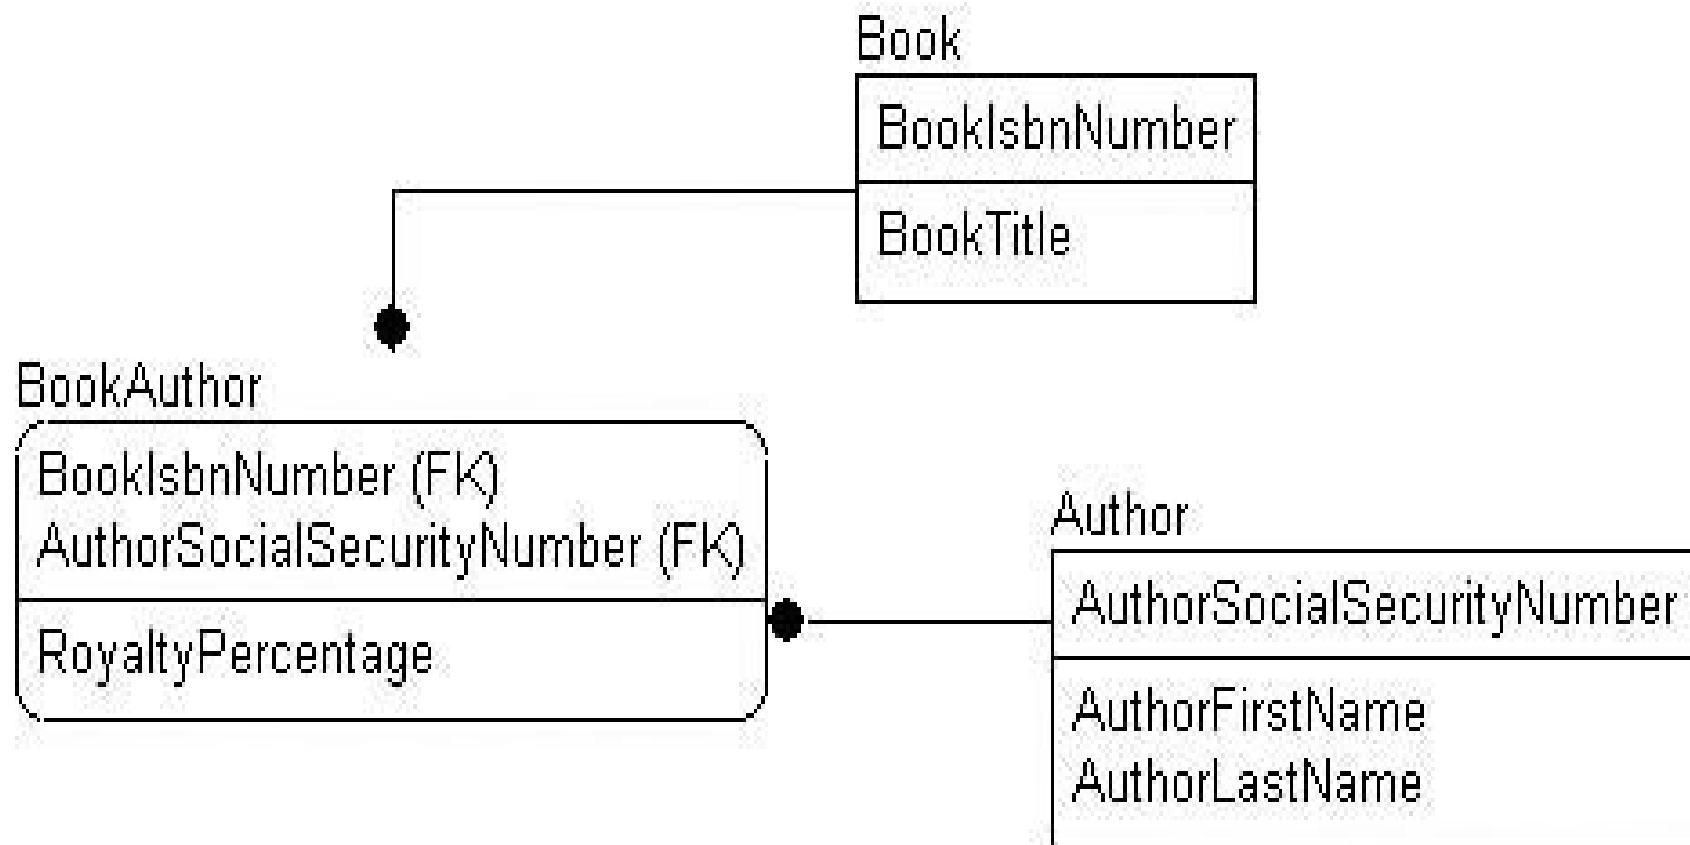 Book
BookIsbnNumber
BookTitle
BookAuthor
BookIsbnNumber (FK)
AuthorSocialSecurityNumber (FK)
RoyaltyPercentage
Author
AuthorSocialSecurityNumber
AuthorFirstName
AuthorLastName